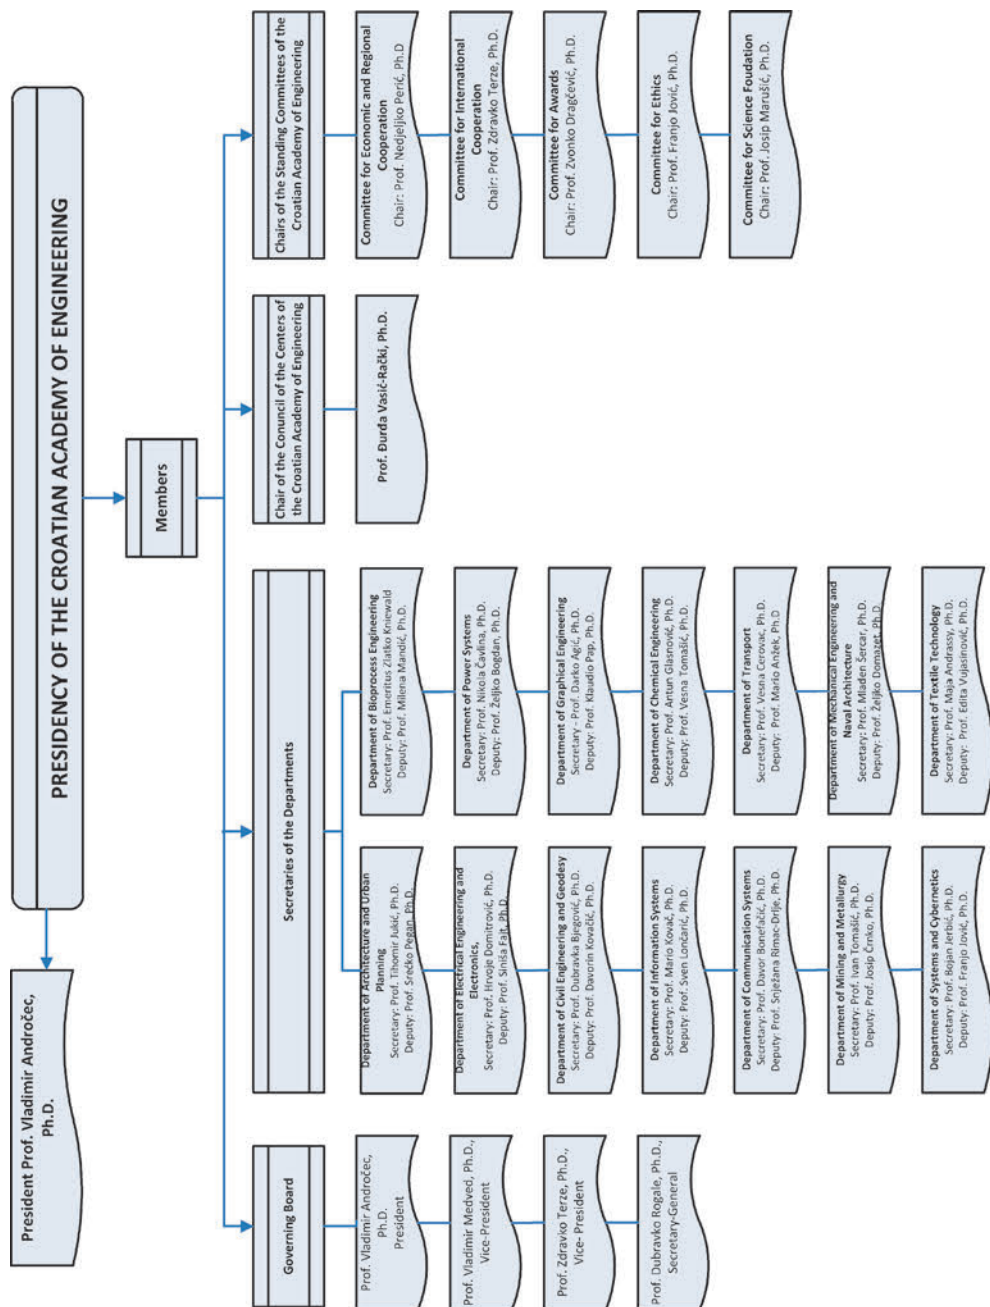 PRESIDENCY OF THE CROATIAN ACADEMY OF ENGINEERING
President Prof. Vladimir Andročec,
Ph.D.
Members
Governing Board
Prof. Vladimir Andročec,
Ph.D.
President
Prof. Vladimir Medved, Ph.D.,
Vice-President
Prof. Zdravko Terze, Ph.D.,
Vice- President
Prof. Dubravko Rogale, Ph.D.,
Secretary-General
Secretaries of the Departments
Department of Architecture and Urban
Planning
Secretary: Prof. Tihomir Jukić, Ph.D.
Deputy: Prof. Srečko Pegan, Ph.D.
Department of Electrical Engineering and
Electronics,
Secretary: Prof. Hrvoje Domitrović, Ph.D.
Deputy: Prof. Siniša Fajt, Ph.D.
Department of Civil Engineering and Geodesy
Secretary: Prof. Dubravka Bjegović, Ph.D.
Deputy: Prof. Davorin Kovačić, Ph.D.
Department of Information Systems
Secretary: Prof. Mario Kovač, Ph.D.
Deputy: Prof. Sven Lončarić, Ph.D.
Department of Communication Systems
Secretary: Prof. Davor Bonefačić, Ph.D.
Deputy: Prof. Snježana Rimac-Drlje, Ph.D.
Department of Mining and Metallurgy
Secretary: Prof. Ivan Tomašić, Ph.D.
Deputy: Prof. Josip Črnko, Ph.D.
Department of Systems and Cybernetics
Secretary: Prof. Bojan Jerbić, Ph.D.
Deputy: Prof. Franjo Jović, Ph.D.
Department of Bioprocess Engineering
Secretary: Prof. Emeritus Zlatko Kniewald
Deputy: Prof. Milena Mandić, Ph.D.
Department of Power Systems
Secretary: Prof. Nikola Čavlina, Ph.D.
Deputy: Prof. Željko Bogdan, Ph.D.
Department of Graphical Engineering
Secretary - Prof. Darko Agić, Ph.D.
Deputy: Prof. Klaudio Pap, Ph.D.
Department of Chemical Engineering
Secretary: Prof. Antun Glasnović, Ph.D.
Deputy: Prof. Vesna Tomašić, Ph.D.
Department of Transport
Secretary: Prof. Vesna Cerovac, Ph.D.
Deputy: Prof. Mario Anžek, Ph.D
Department of Mechanical Engineering and
Naval Architecture
Secretary: Prof. Mladen Šercar, Ph.D.
Deputy: Prof. Željko Domazet, Ph.D.
Department of Textile Technology
Secretary: Prof. Maja Andrassy, Ph.D.
Deputy: Prof. Edita Vujasinović, Ph.D.
Chair of the Conuncil of the Centers of
the Croatian Academy of Engineering
Prof. Đurđa Vasić-Rački, Ph.D.
Chairs of the Standing Committees of the
Croatian Academy of Engineering
Committee for Economic and Regional
Cooperation
Chair: Prof. Nedjeljko Perić, Ph.D
Committee for International
Cooperation
Chair: Prof. Zdravko Terze, Ph.D.
Committee for Awards
Chair: Prof. Zvonko Dragčević, Ph.D.
Committee for Ethics
Chair: Prof. Franjo Jović, Ph.D.
Committee for Science Foudation
Chair: Prof. Josip Marušić, Ph.D.